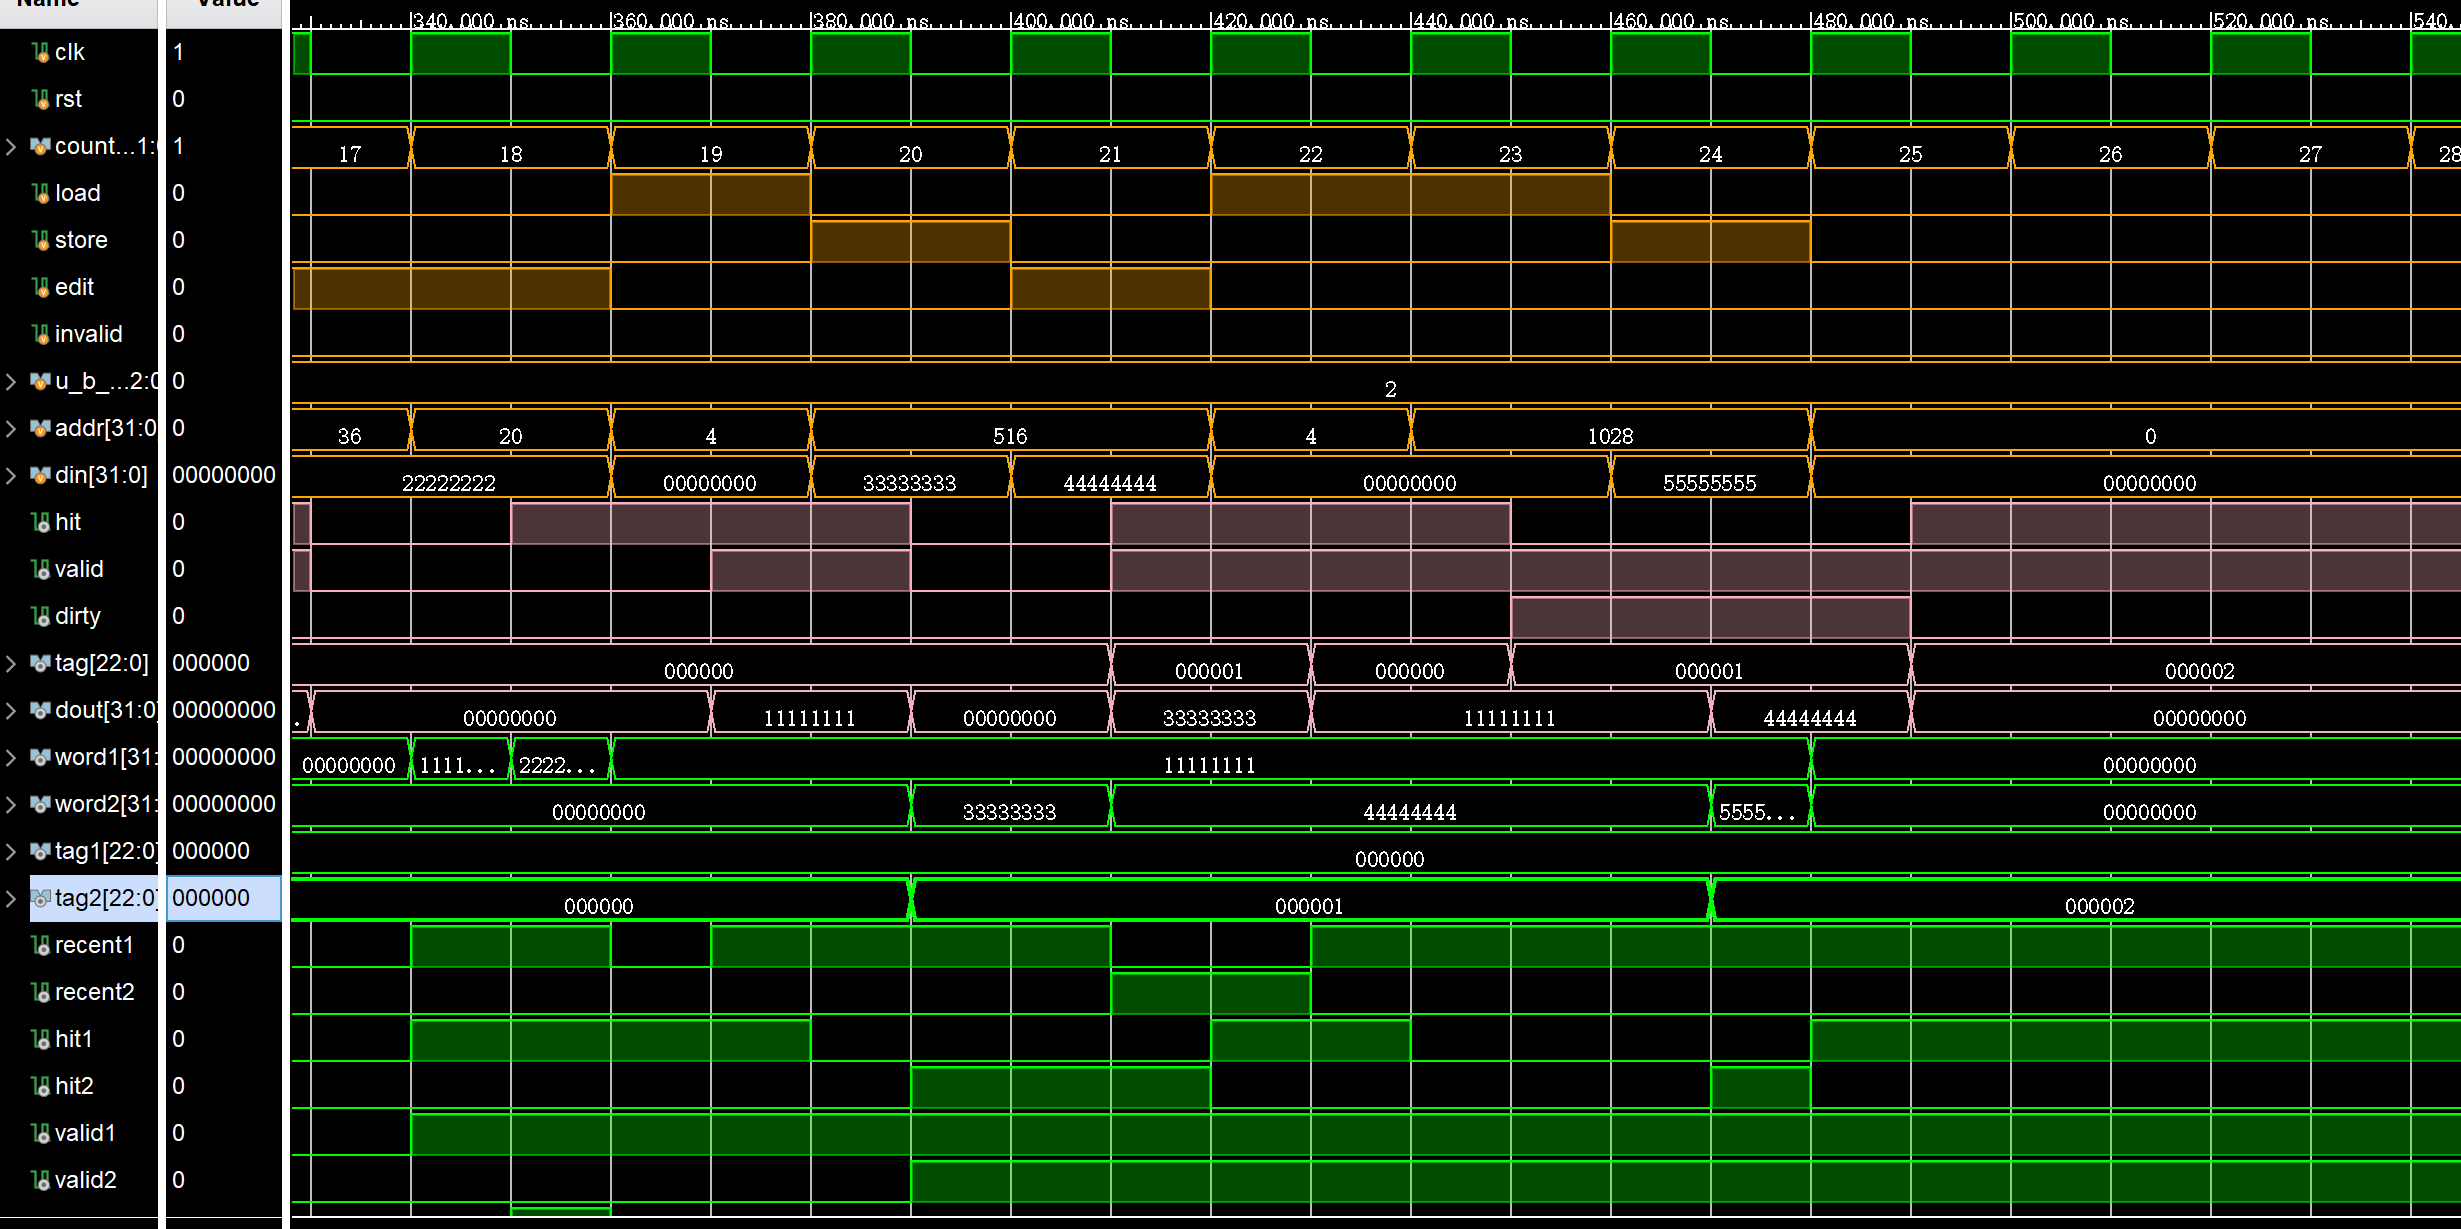 Name Value
340.000 ns 360.000 ns 380.000 ns 400.000 ns 420.000 ns 440.000 ns 460.000 ns 480.000 ns 500.000 ns 520.000 ns 540.
clk 1
rst 0
count...1:0 1 17 18 19 20 21 22 23 24 25 26 27 28
load 0
store 0
edit 0
invalid 0
u_b_...2:0 0 2
addr[31:0] 0 36 20 4 516 4 1028 0
din[31:0] 00000000 22222222 00000000 33333333 44444444 00000000 55555555 00000000
hit 0
valid 0
dirty 0
tag[22:0] 000000 000000 000001 000000 000001 000002
dout[31:0] 00000000 . 00000000 11111111 00000000 33333333 11111111 44444444 00000000
word1[31: 00000000 00000000 1111... 2222... 11111111 00000000
word2[31: 00000000 00000000 33333333 44444444 5555... 00000000
tag1[22:0] 000000 000000
tag2[22:0] 000000 000000 000001 000002
recent1 0
recent2 0
hit1 0
hit2 0
valid1 0
valid2 0